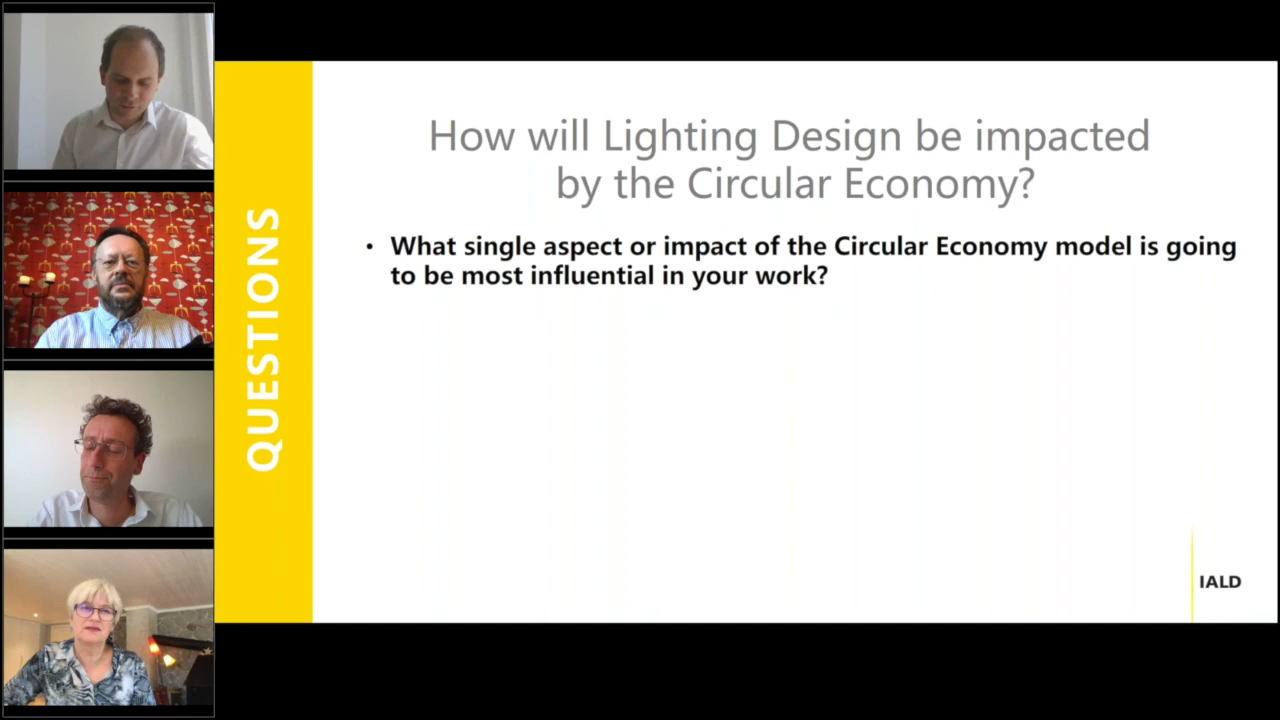 QUESTIONS
How will Lighting Design be impacted
by the Circular Economy?
• What single aspect or impact of the Circular Economy model is going
to be most influential in your work?
IALD